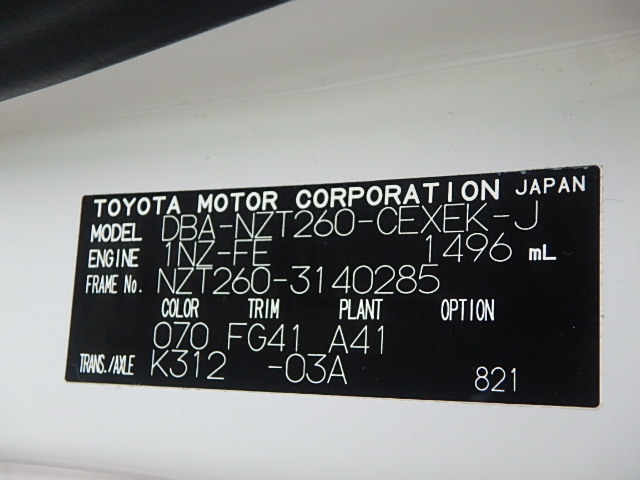 TOYOTA MOTOR CORPORATION JAPAN
MODEL DBA-NZT260-CEXEK-J
ENGINE 1NZ-FE 1496 mL
FRAME No. NZT260-3140285
COLOR TRIM PLANT OPTION
070 FG41 A41
TRANS./AXLE K312 -03A
821